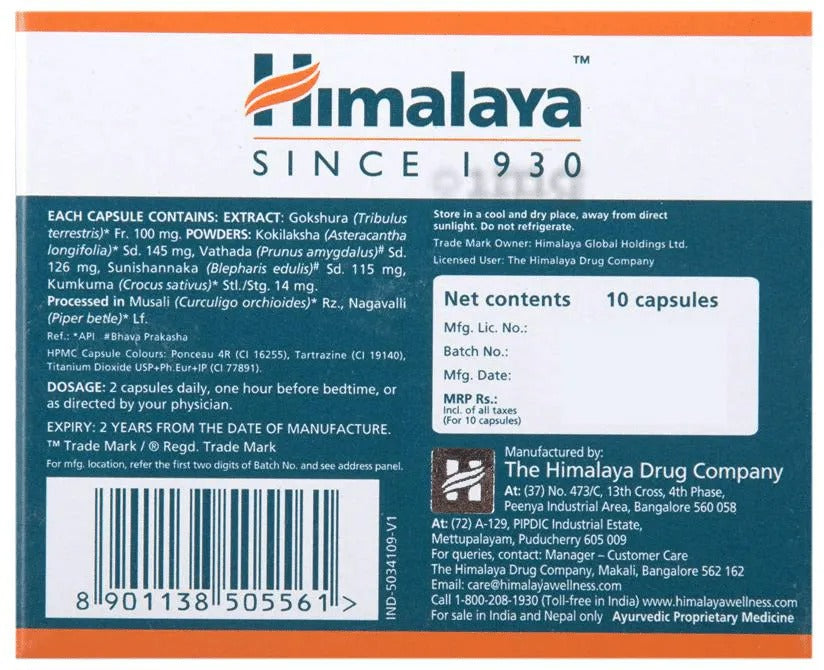 Himalaya™
SINCE 1930
EACH CAPSULE CONTAINS: EXTRACT: Gokshura (Tribulus
terrestris)* Fr. 100 mg. POWDERS: Kokilaksha (Asteracantha
longifolia)* Sd. 145 mg, Vathada (Prunus amygdalus)# Sd.
126 mg, Sunishannaka (Blepharis edulis)# Sd. 115 mg,
Kumkuma (Crocus sativus)* Stl./Stg. 14 mg.
Processed in Musali (Curculigo orchioides)* Rz., Nagavalli
(Piper betle)* Lf.
Ref.: *API #Bhava Prakasha
HPMC Capsule Colours: Ponceau 4R (CI 16255), Tartrazine (CI 19140),
Titanium Dioxide USP+Ph.Eur+IP (CI 77891).
DOSAGE: 2 capsules daily, one hour before bedtime, or
as directed by your physician.
EXPIRY: 2 YEARS FROM THE DATE OF MANUFACTURE.
™ Trade Mark / ® Regd. Trade Mark
For mfg. location, refer the first two digits of Batch No. and see address panel.
8 901138 505561 >
IND-5034109-V1
Store in a cool and dry place, away from direct
sunlight. Do not refrigerate.
Trade Mark Owner: Himalaya Global Holdings Ltd.
Licensed User: The Himalaya Drug Company
Net contents 10 capsules
Mfg. Lic. No.:
Batch No.:
Mfg. Date:
MRP Rs.:
Incl. of all taxes
(For 10 capsules)
Manufactured by:
The Himalaya Drug Company
At: (37) No. 473/C, 13th Cross, 4th Phase,
Peenya Industrial Area, Bangalore 560 058
At: (72) A-129, PIPDIC Industrial Estate,
Mettupalayam, Puducherry 605 009
For queries, contact: Manager – Customer Care
The Himalaya Drug Company, Makali, Bangalore 562 162
Email: care@himalayawellness.com
Call 1-800-208-1930 (Toll-free in India) www.himalayawellness.com
For sale in India and Nepal only Ayurvedic Proprietary Medicine